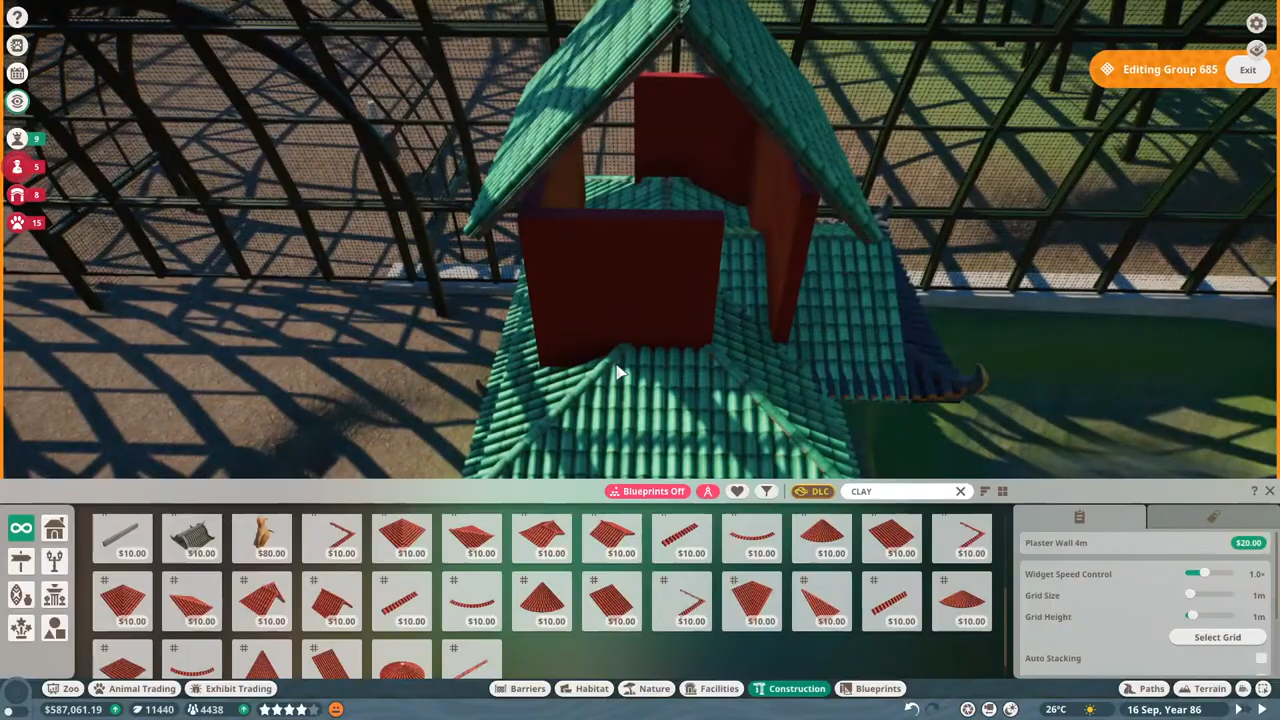 Editing Group 685
Exit
9
5
8
15
Blueprints Off
DLC
CLAY
?
$10.00 $10.00 $80.00 $10.00 $10.00 $10.00 $10.00 $10.00 $10.00 $10.00 $10.00 $10.00 $10.00
$10.00 $10.00 $10.00 $10.00 $10.00 $10.00 $10.00 $10.00 $10.00 $10.00 $10.00 $10.00 $10.00
Plaster Wall 4m
$20.00
Widget Speed Control
1.0×
Grid Size
1m
Grid Height
1m
Select Grid
Auto Stacking
Zoo
Animal Trading
Exhibit Trading
Barriers
Habitat
Nature
Facilities
Construction
Blueprints
Paths
Terrain
$587,061.19
11440
4438
26°C
16 Sep, Year 86